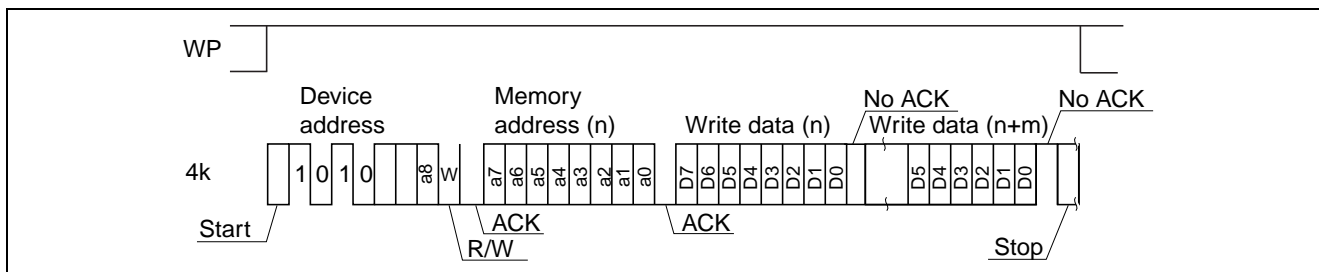 WP
Device address
Memory address (n)
Write data (n)
No ACK
Write data (n+m)
No ACK
4k
1 0 1 0 a8 W a7 a6 a5 a4 a3 a2 a1 a0 D7 D6 D5 D4 D3 D2 D1 D0 D5 D4 D3 D2 D1 D0
Start
ACK
R/W
ACK
Stop